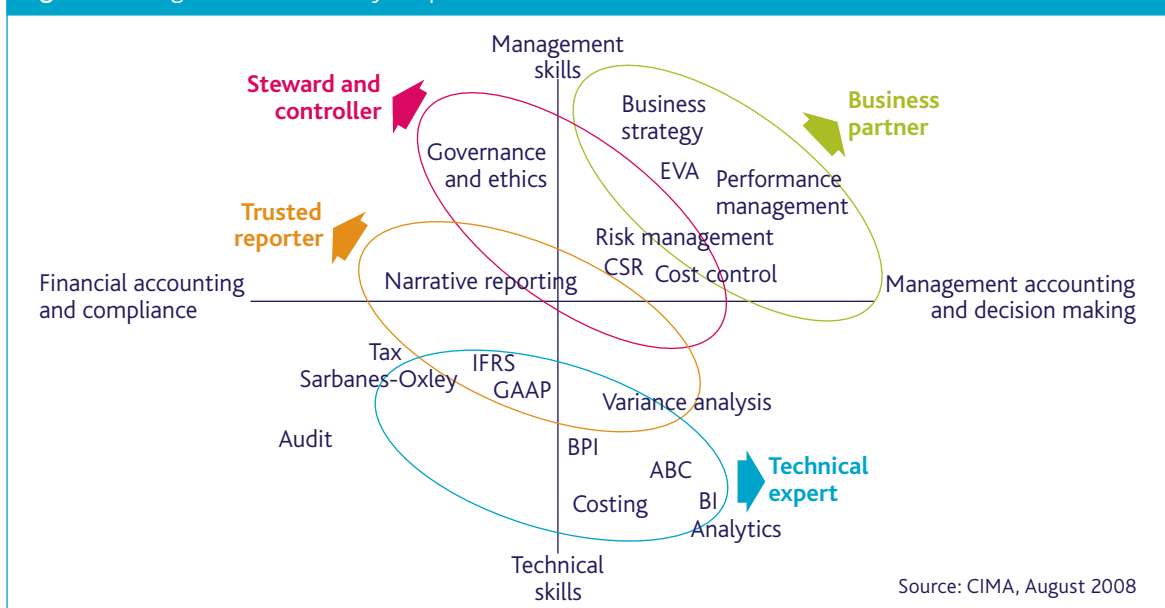 Management
skills
Steward and
controller
Business
partner
Business
strategy
Governance
and ethics
EVA
Performance
management
Trusted
reporter
Risk management
CSR
Cost control
Narrative reporting
Financial accounting
and compliance
Management accounting
and decision making
Tax
IFRS
Sarbanes-Oxley
GAAP
Variance analysis
Audit
BPI
ABC
Technical
expert
Costing
BI
Analytics
Technical
skills
Source: CIMA, August 2008